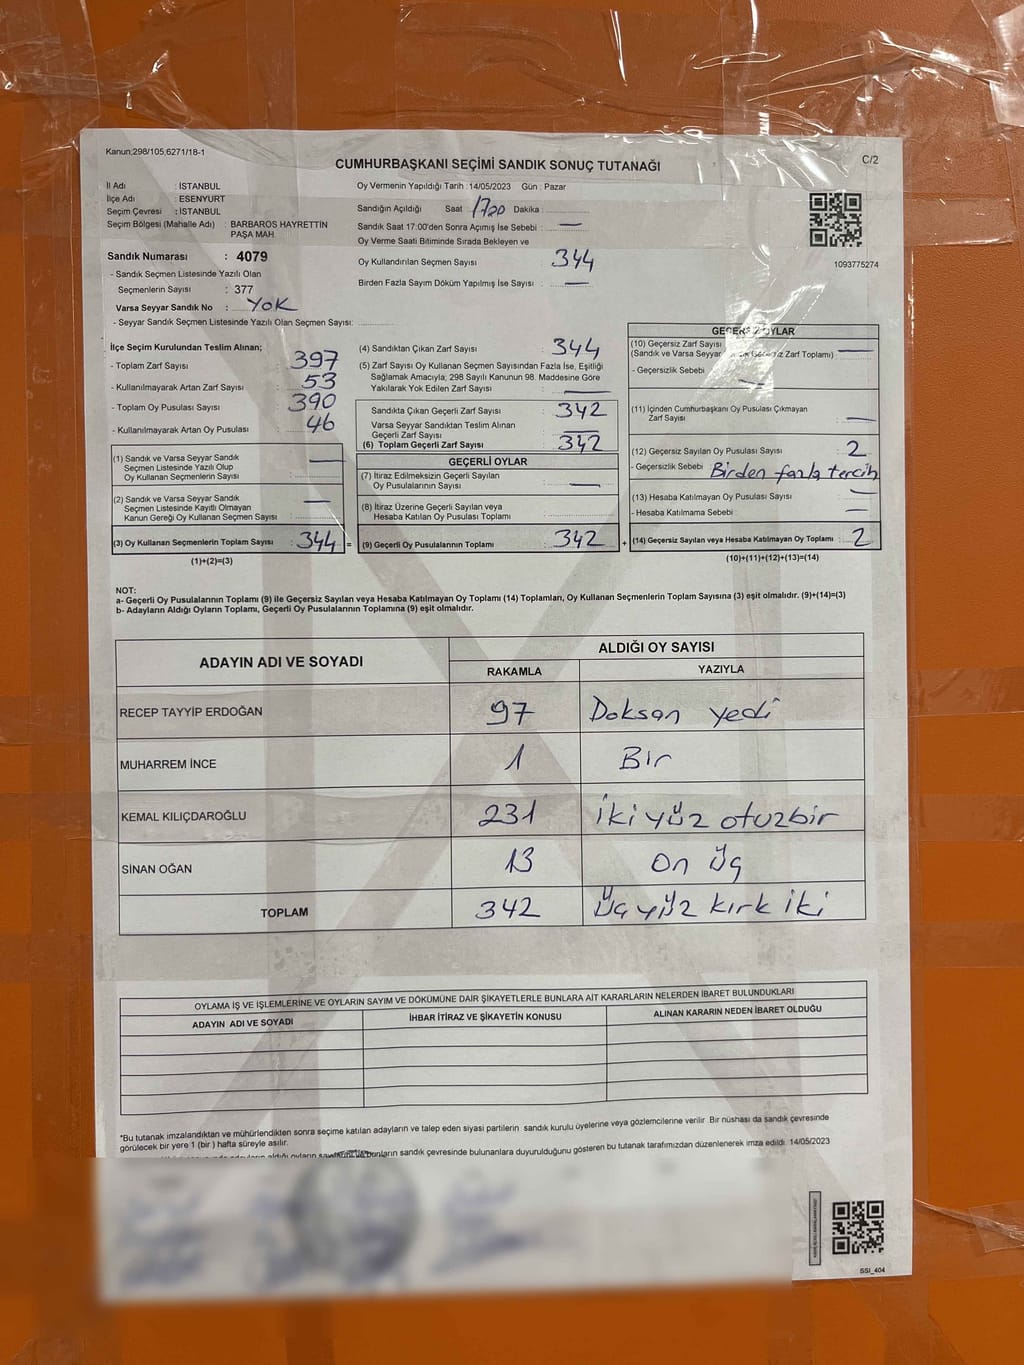 Kanun;298/105,6271/18-1
C/2
CUMHURBAŞKANI SEÇİMİ SANDIK SONUÇ TUTANAĞI
İl Adı : İSTANBUL
İlçe Adı : ESENYURT
Seçim Çevresi : İSTANBUL
Seçim Bölgesi (Mahalle Adı) : BARBAROS HAYRETTİN PAŞA MAH.
Sandık Numarası : 4079
- Sandık Seçmen Listesinde Yazılı Olan
Seçmenlerin Sayısı : 377
Varsa Seyyar Sandık No : YOK
- Seyyar Sandık Seçmen Listesinde Yazılı Olan Seçmen Sayısı:
Oy Vermenin Yapıldığı Tarih :14/05/2023 Gün : Pazar
Sandığın Açıldığı Saat 1720 Dakika :
Sandık Saat 17:00'den Sonra Açmış İse Sebebi : —
Oy Verme Saati Bitiminde Sırada Bekleyen ve
Oy Kullandırılan Seçmen Sayısı : 344
Birden Fazla Sayım Döküm Yapılmış İse Sayısı : —
1093775274
İlçe Seçim Kurulundan Teslim Alınan;
- Toplam Zarf Sayısı : 397
- Kullanılmayarak Artan Zarf Sayısı : 53
- Toplam Oy Pusulası Sayısı : 390
- Kullanılmayarak Artan Oy Pusulası : 46
(1) Sandık ve Varsa Seyyar Sandık
Seçmen Listesinde Yazılı Olup
Oy Kullanan Seçmenlerin Sayısı : —
(2) Sandık ve Varsa Seyyar Sandık
Seçmen Listesinde Kayıtlı Olmayan
Kanun Gereği Oy Kullanan Seçmen Sayısı : —
(3) Oy Kullanan Seçmenlerin Toplam Sayısı : 344 =
(1)+(2)=(3)
(4) Sandıktan Çıkan Zarf Sayısı : 344
(5) Zarf Sayısı Oy Kullanan Seçmen Sayısından Fazla İse, Eşitliği
Sağlamak Amacıyla; 298 Sayılı Kanunun 98. Maddesine Göre
Yakılarak Yok Edilen Zarf Sayısı : —
Sandıkta Çıkan Geçerli Zarf Sayısı : 342
Varsa Seyyar Sandıktan Teslim Alınan
Geçerli Zarf Sayısı : —
(6) Toplam Geçerli Zarf Sayısı : 342
GEÇERLİ OYLAR
(7) İtiraz Edilmeksizin Geçerli Sayılan
Oy Pusulalarının Sayısı : —
(8) İtiraz Üzerine Geçerli Sayılan veya
Hesaba Katılan Oy Pusulası Toplamı :
(9) Geçerli Oy Pusulalarının Toplamı : 342 +
GEÇERSİZ OYLAR
(10) Geçersiz Zarf Sayısı : —
(Sandık ve Varsa Seyyar Geçersiz Zarf Toplamı)
- Geçersizlik Sebebi : —
(11) İçinden Cumhurbaşkanı Oy Pusulası Çıkmayan
Zarf Sayısı : —
(12) Geçersiz Sayılan Oy Pusulası Sayısı : 2
- Geçersizlik Sebebi : Birden fazla tercih
(13) Hesaba Katılmayan Oy Pusulası Sayısı : —
- Hesaba Katılmama Sebebi : —
(14) Geçersiz Sayılan veya Hesaba Katılmayan Oy Toplamı : 2
(10)+(11)+(12)+(13)=(14)
NOT:
a- Geçerli Oy Pusulalarının Toplamı (9) ile Geçersiz Sayılan veya Hesaba Katılmayan Oy Toplamı (14) Toplamları, Oy Kullanan Seçmenlerin Toplam Sayısına (3) eşit olmalıdır. (9)+(14)=(3)
b- Adayların Aldığı Oyların Toplamı, Geçerli Oy Pusulalarının Toplamına (9) eşit olmalıdır.
ADAYIN ADI VE SOYADI ALDIĞI OY SAYISI
RAKAMLA YAZIYLA
RECEP TAYYİP ERDOĞAN 97 Doksan yedi
MUHARREM İNCE 1 Bir
KEMAL KILIÇDAROĞLU 231 iki yüz otuzbir
SİNAN OĞAN 13 On üç
TOPLAM 342 Üç yüz kırk iki
OYLAMA İŞ VE İŞLEMLERİNE VE OYLARIN SAYIM VE DÖKÜMÜNE DAİR ŞİKAYETLERLE BUNLARA AİT KARARLARIN NELERDEN İBARET BULUNDUKLARI
ADAYIN ADI VE SOYADI İHBAR İTİRAZ VE ŞİKAYETİN KONUSU ALINAN KARARIN NEDEN İBARET OLDUĞU
*Bu tutanak imzalandıktan ve mühürlendikten sonra seçime katılan adayların ve talep eden siyasi partilerin sandık kurulu üyelerine veya gözlemcilerine verilir. Bir nüshası da sandık çevresinde
görülecek bir yere 1 (bir ) hafta süreyle asılır.
aldığı oyların bunların sandık çevresinde bulunanlara duyurulduğunu gösteren bu tutanak tarafımızdan düzenlenerek imza edildi. 14/05/2023
SSI_404